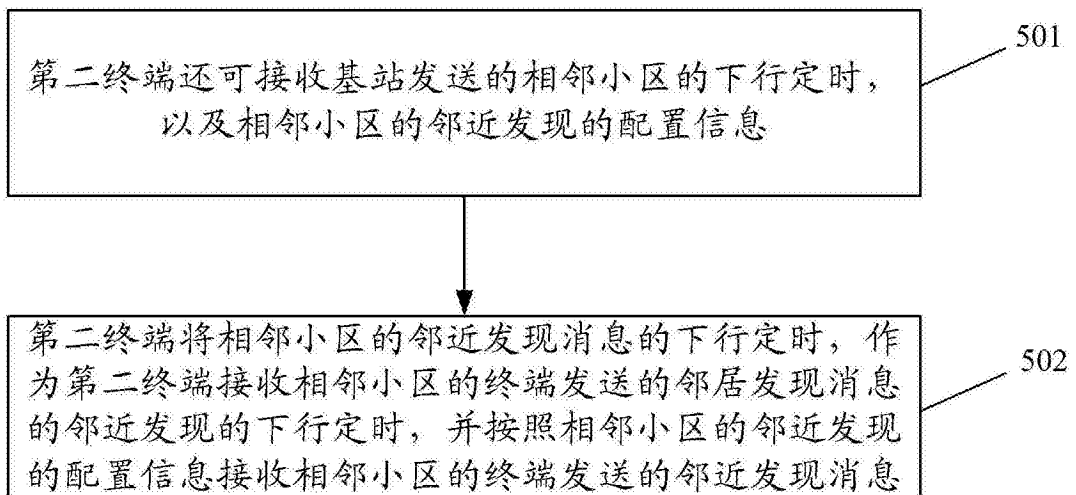 第二终端还可接收基站发送的相邻小区的下行定时，
以及相邻小区的邻近发现的配置信息
501
第二终端将相邻小区的邻近发现消息的下行定时，作
为第二终端接收相邻小区的终端发送的邻居发现消息
的邻近发现的下行定时，并按照相邻小区的邻近发现
的配置信息接收相邻小区的终端发送的邻近发现消息
502